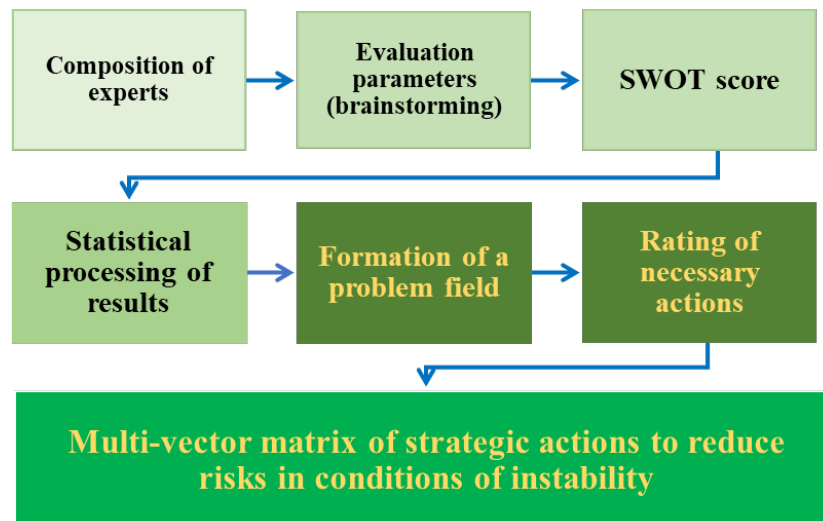 Composition of
experts
Evaluation
parameters
(brainstorming)
SWOT score
Statistical
processing of
results
Formation of a
problem field
Rating of
necessary
actions
Multi-vector matrix of strategic actions to reduce
risks in conditions of instability